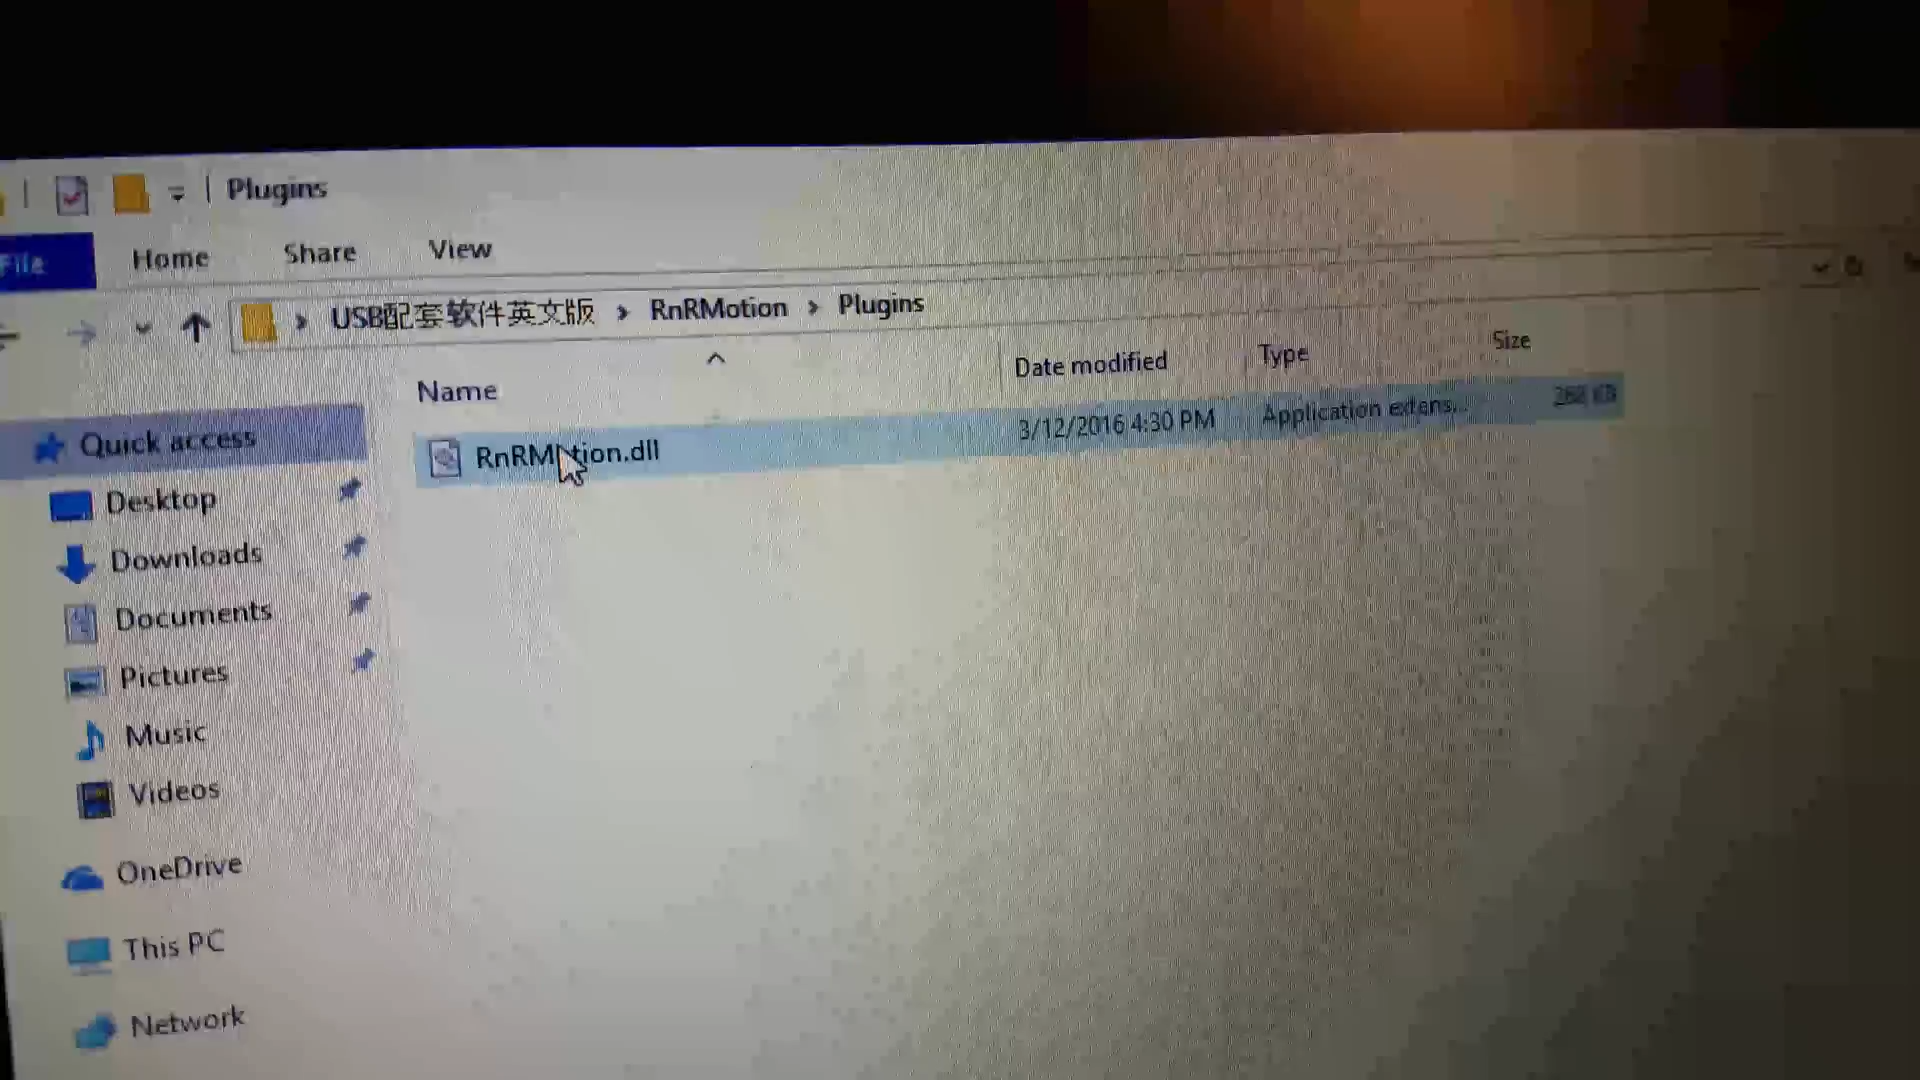 Plugins
File Home Share View
USB配套软件英文版 › RnRMotion › Plugins
Name Date modified Type Size
RnRMotion.dll 3/12/2016 4:30 PM Application extens...
Quick access
Desktop
Downloads
Documents
Pictures
Music
Videos
OneDrive
This PC
Network